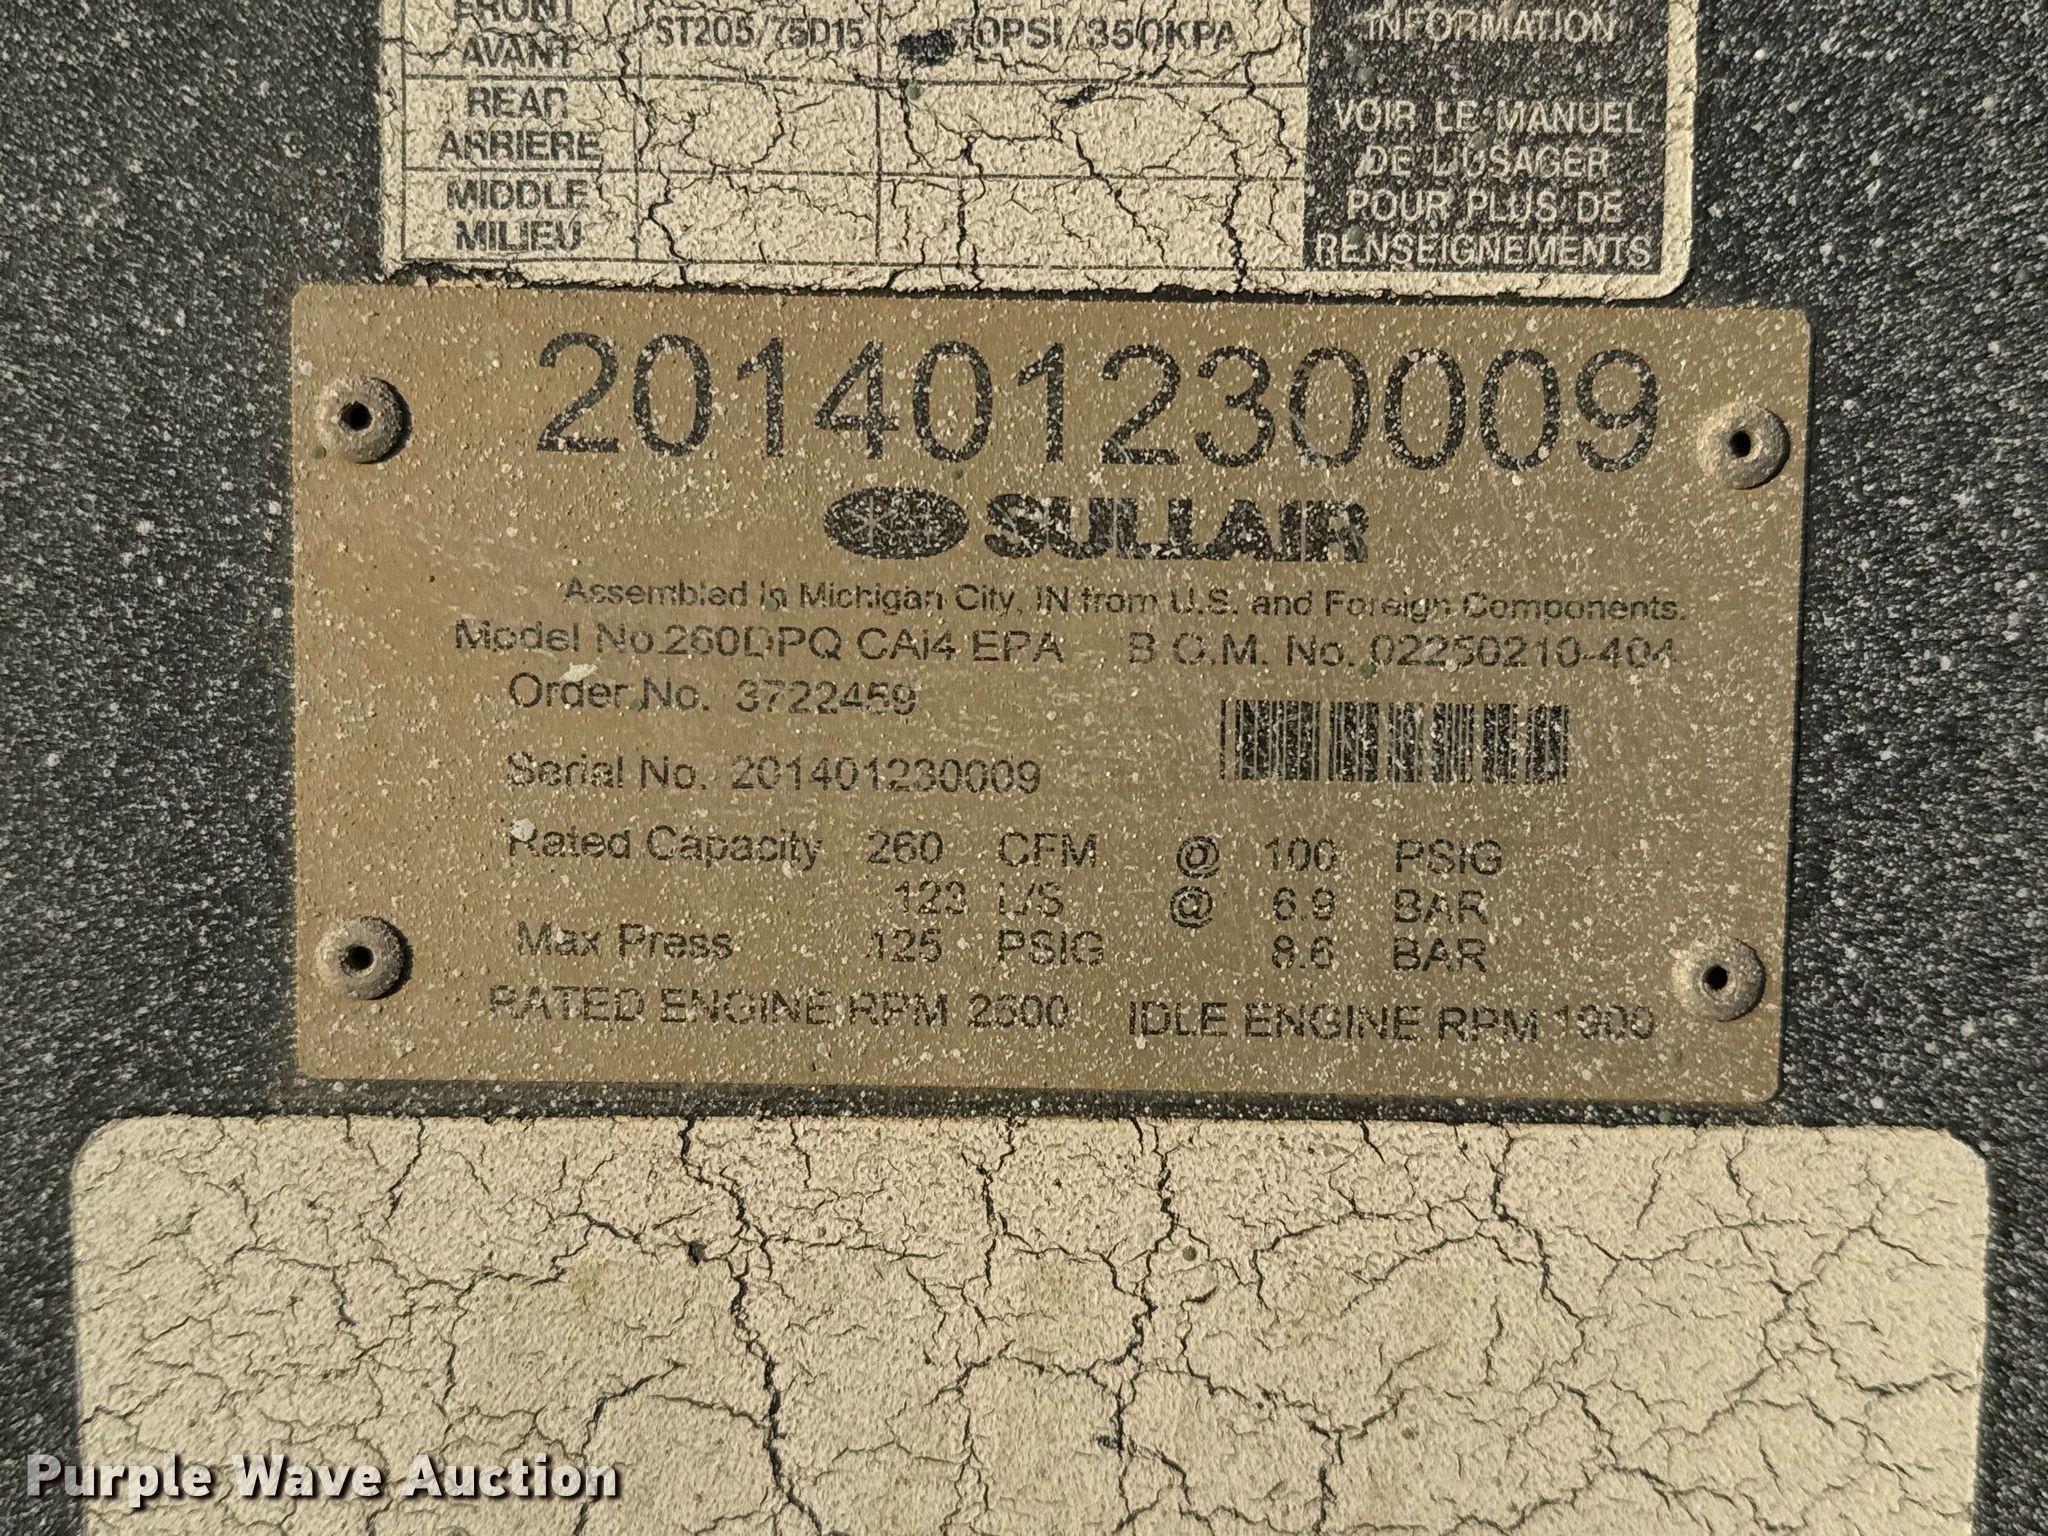 FRONT
AVANT ST205/75D15 50PSI/350KPA
REAR
ARRIERE
MIDDLE
MILIEU
INFORMATION
VOIR LE MANUEL
DE L'USAGER
POUR PLUS DE
RENSEIGNEMENTS
201401230009
SULLAIR
Assembled in Michigan City, IN from U.S. and Foreign Components.
Model No.260DPQ CAi4 EPA B.O.M. No. 02250210-404
Order No. 3722459
Serial No. 201401230009
Rated Capacity 260 CFM @ 100 PSIG
123 L/S @ 6.9 BAR
Max Press 125 PSIG 8.6 BAR
RATED ENGINE RPM IDLE ENGINE RPM 1900
Purple Wave Auction